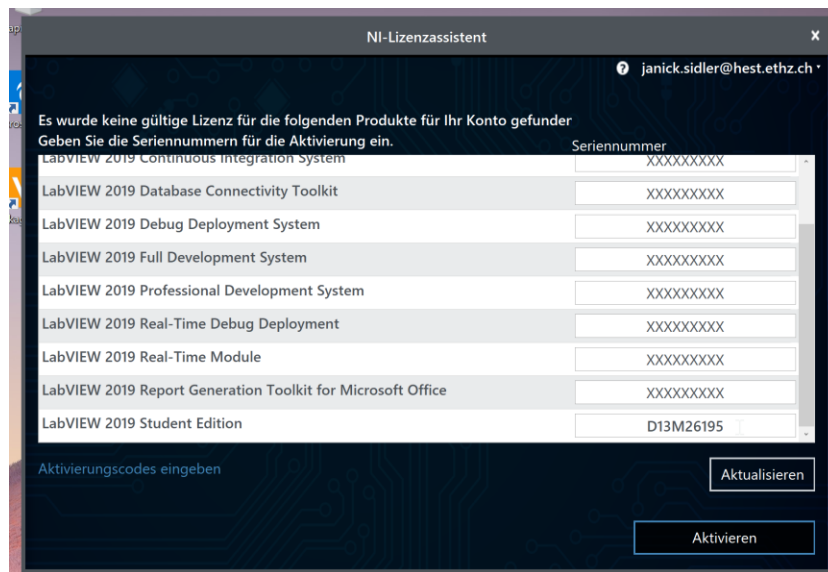 NI-Lizenzassistent
janick.sidler@hest.ethz.ch
Es wurde keine gültige Lizenz für die folgenden Produkte für Ihr Konto gefunder
Geben Sie die Seriennummern für die Aktivierung ein.
Seriennummer
LabVIEW 2019 Continuous Integration System XXXXXXXXX
LabVIEW 2019 Database Connectivity Toolkit XXXXXXXXX
LabVIEW 2019 Debug Deployment System XXXXXXXXX
LabVIEW 2019 Full Development System XXXXXXXXX
LabVIEW 2019 Professional Development System XXXXXXXXX
LabVIEW 2019 Real-Time Debug Deployment XXXXXXXXX
LabVIEW 2019 Real-Time Module XXXXXXXXX
LabVIEW 2019 Report Generation Toolkit for Microsoft Office XXXXXXXXX
LabVIEW 2019 Student Edition D13M26195
Aktivierungscodes eingeben
Aktualisieren
Aktivieren